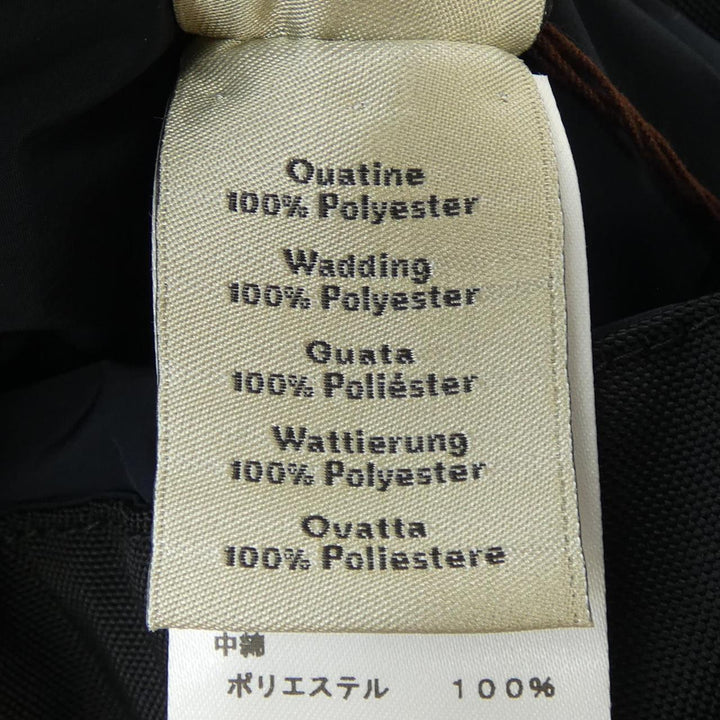 Ouatine
100% Polyester
Wadding
100% Polyester
Guata
100% Poliéster
Wattierung
100% Polyester
Ovatta
100% Poliestere
中綿
ポリエステル 100%